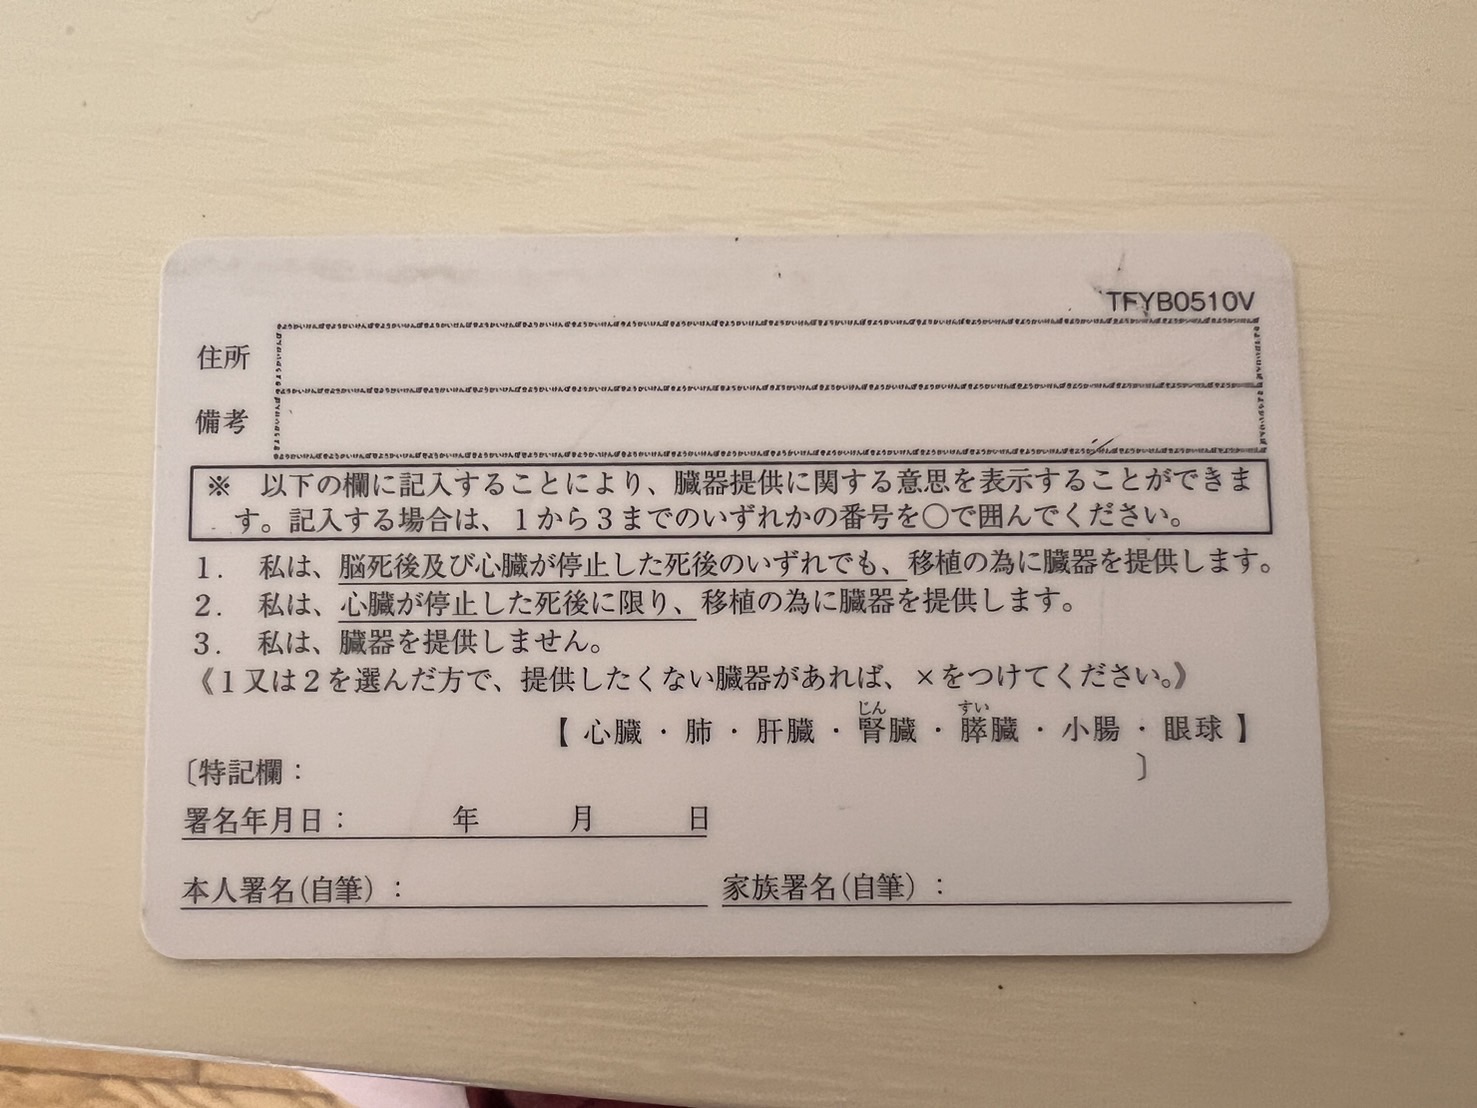 TFYB0510V
住所
備考
※　以下の欄に記入することにより、臓器提供に関する意思を表示することができま
す。記入する場合は、1から3までのいずれかの番号を○で囲んでください。
1．　私は、脳死後及び心臓が停止した死後のいずれでも、移植の為に臓器を提供します。
2．　私は、心臓が停止した死後に限り、移植の為に臓器を提供します。
3．　私は、臓器を提供しません。
《1又は2を選んだ方で、提供したくない臓器があれば、×をつけてください。》
じん　すい
【 心臓 ・ 肺 ・ 肝臓 ・ 腎臓 ・ 膵臓 ・ 小腸 ・ 眼球 】
〔特記欄：　　　〕
署名年月日：　　　年　　　月　　　日
本人署名(自筆)：　　　家族署名(自筆)：